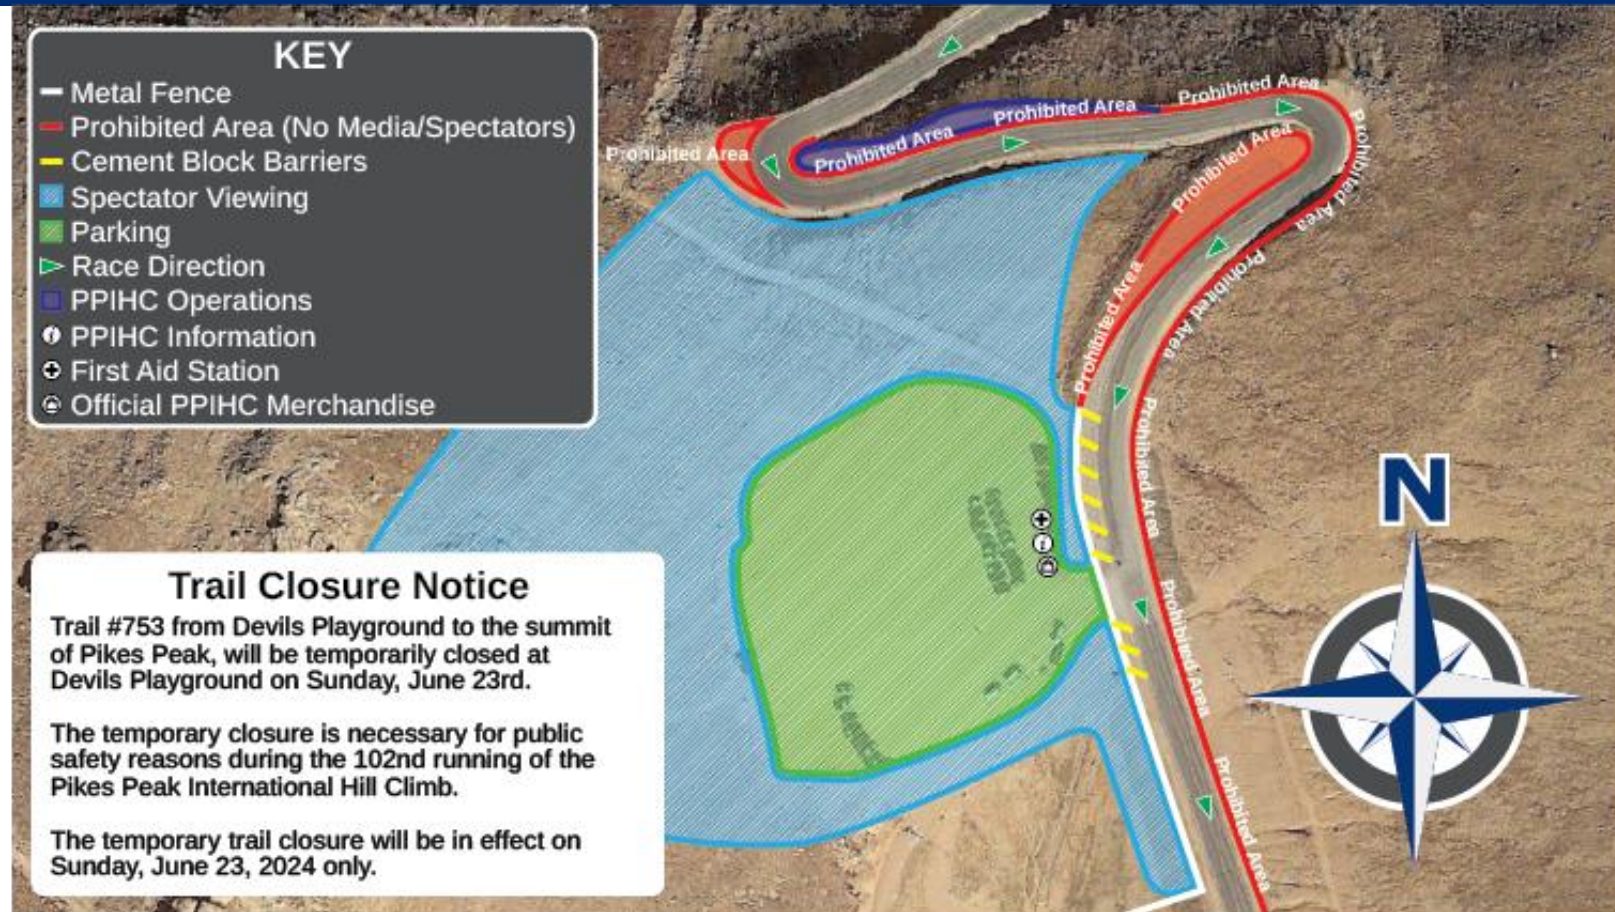 KEY
Metal Fence
Prohibited Area (No Media/Spectators)
Cement Block Barriers
Spectator Viewing
Parking
Race Direction
PPIHC Operations
PPIHC Information
First Aid Station
Official PPIHC Merchandise
Prohibited Area
Prohibited Area
Prohibited Area
Prohibited Area
Prohibited Area
Prohibited Area
Prohibited Area
Prohibited Area
Prohibited Area
Prohibited Area
Prohibited Area
Prohibited Area
Prohibited Area
N
Trail Closure Notice
Trail #753 from Devils Playground to the summit
of Pikes Peak, will be temporarily closed at
Devils Playground on Sunday, June 23rd.
The temporary closure is necessary for public
safety reasons during the 102nd running of the
Pikes Peak International Hill Climb.
The temporary trail closure will be in effect on
Sunday, June 23, 2024 only.